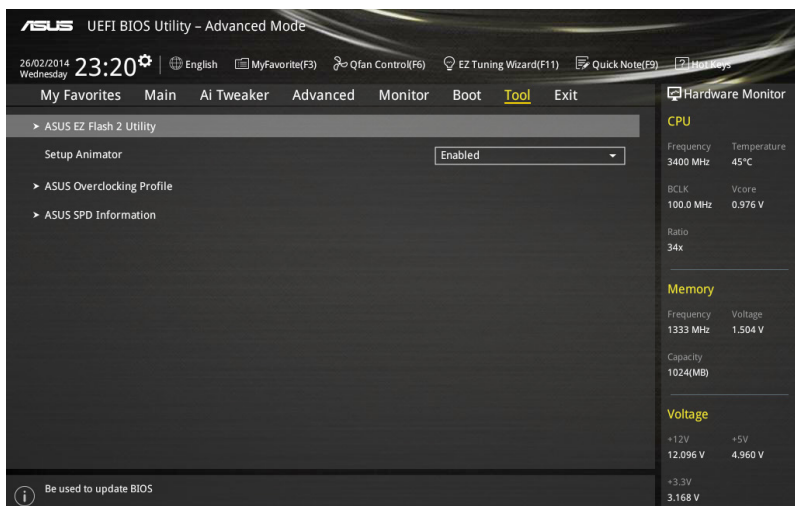 ASUS UEFI BIOS Utility – Advanced Mode
26/02/2014
Wednesday
23:20
English
MyFavorite(F3)
Qfan Control(F6)
EZ Tuning Wizard(F11)
Quick Note(F9)
? Hot Keys
My Favorites Main Ai Tweaker Advanced Monitor Boot Tool Exit
➤ ASUS EZ Flash 2 Utility
Setup Animator Enabled
➤ ASUS Overclocking Profile
➤ ASUS SPD Information
Be used to update BIOS
Hardware Monitor
CPU
Frequency Temperature
3400 MHz 45°C
BCLK Vcore
100.0 MHz 0.976 V
Ratio
34x
Memory
Frequency Voltage
1333 MHz 1.504 V
Capacity
1024(MB)
Voltage
+12V +5V
12.096 V 4.960 V
+3.3V
3.168 V